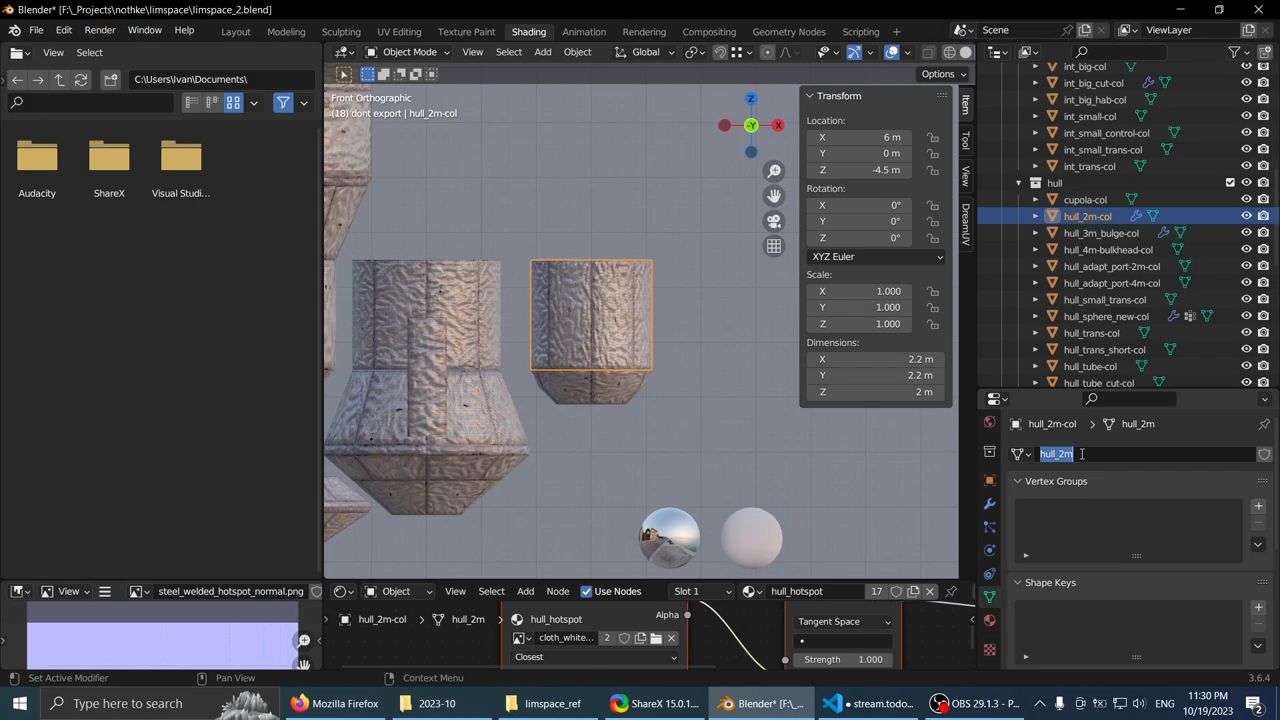 Blender* [F:\_Projects\nothke\limspace\limspace_2.blend]
File Edit Render Window Help Layout Modeling Sculpting UV Editing Texture Paint Shading Animation Rendering Compositing Geometry Nodes Scripting Scene ViewLayer
View Select Object Mode View Select Add Object Global
C:\Users\Ivan\Documents\ Options
Audacity ShareX Visual Studi...
Front Orthographic
(18) dont export | hull_2m-col
Z
X
-Y
Transform
Location:
X 6 m
Y 0 m
Z -4.5 m
Rotation:
X 0°
Y 0°
Z 0°
XYZ Euler
Scale:
X 1.000
Y 1.000
Z 1.000
Dimensions:
X 2.2 m
Y 2.2 m
Z 2 m
Item
Tool
View
DreamUV
int_big-col
int_big_cut-col
int_big_hab-col
int_small-col
int_small_control-col
int_small_trans-col
int_trans-col
hull
cupola-col
hull_2m-col
hull_3m_bulge-col
hull_4m-bulkhead-col
hull_adapt_port-2m-col
hull_adapt_port-4m-col
hull_small_trans-col
hull_sphere_new-col
hull_trans-col
hull_trans_short-col
hull_tube-col
hull_tube_cut-col
hull_2m-col hull_2m
hull_2m
Vertex Groups
Shape Keys
View steel_welded_hotspot_normal.png
Object View Select Add Node Use Nodes Slot 1 hull_hotspot 17
hull_2m-col hull_2m hull_hotspot
Alpha
cloth_white... 2
Closest
Tangent Space
Strength 1.000
Set Active Modifier Pan View Context Menu 3.6.4
Type here to search Mozilla Firefox 2023-10 limspace_ref ShareX 15.0.1... Blender* [F:\_... stream.todo... OBS 29.1.3 - P... ENG 11:30 PM
10/19/2023